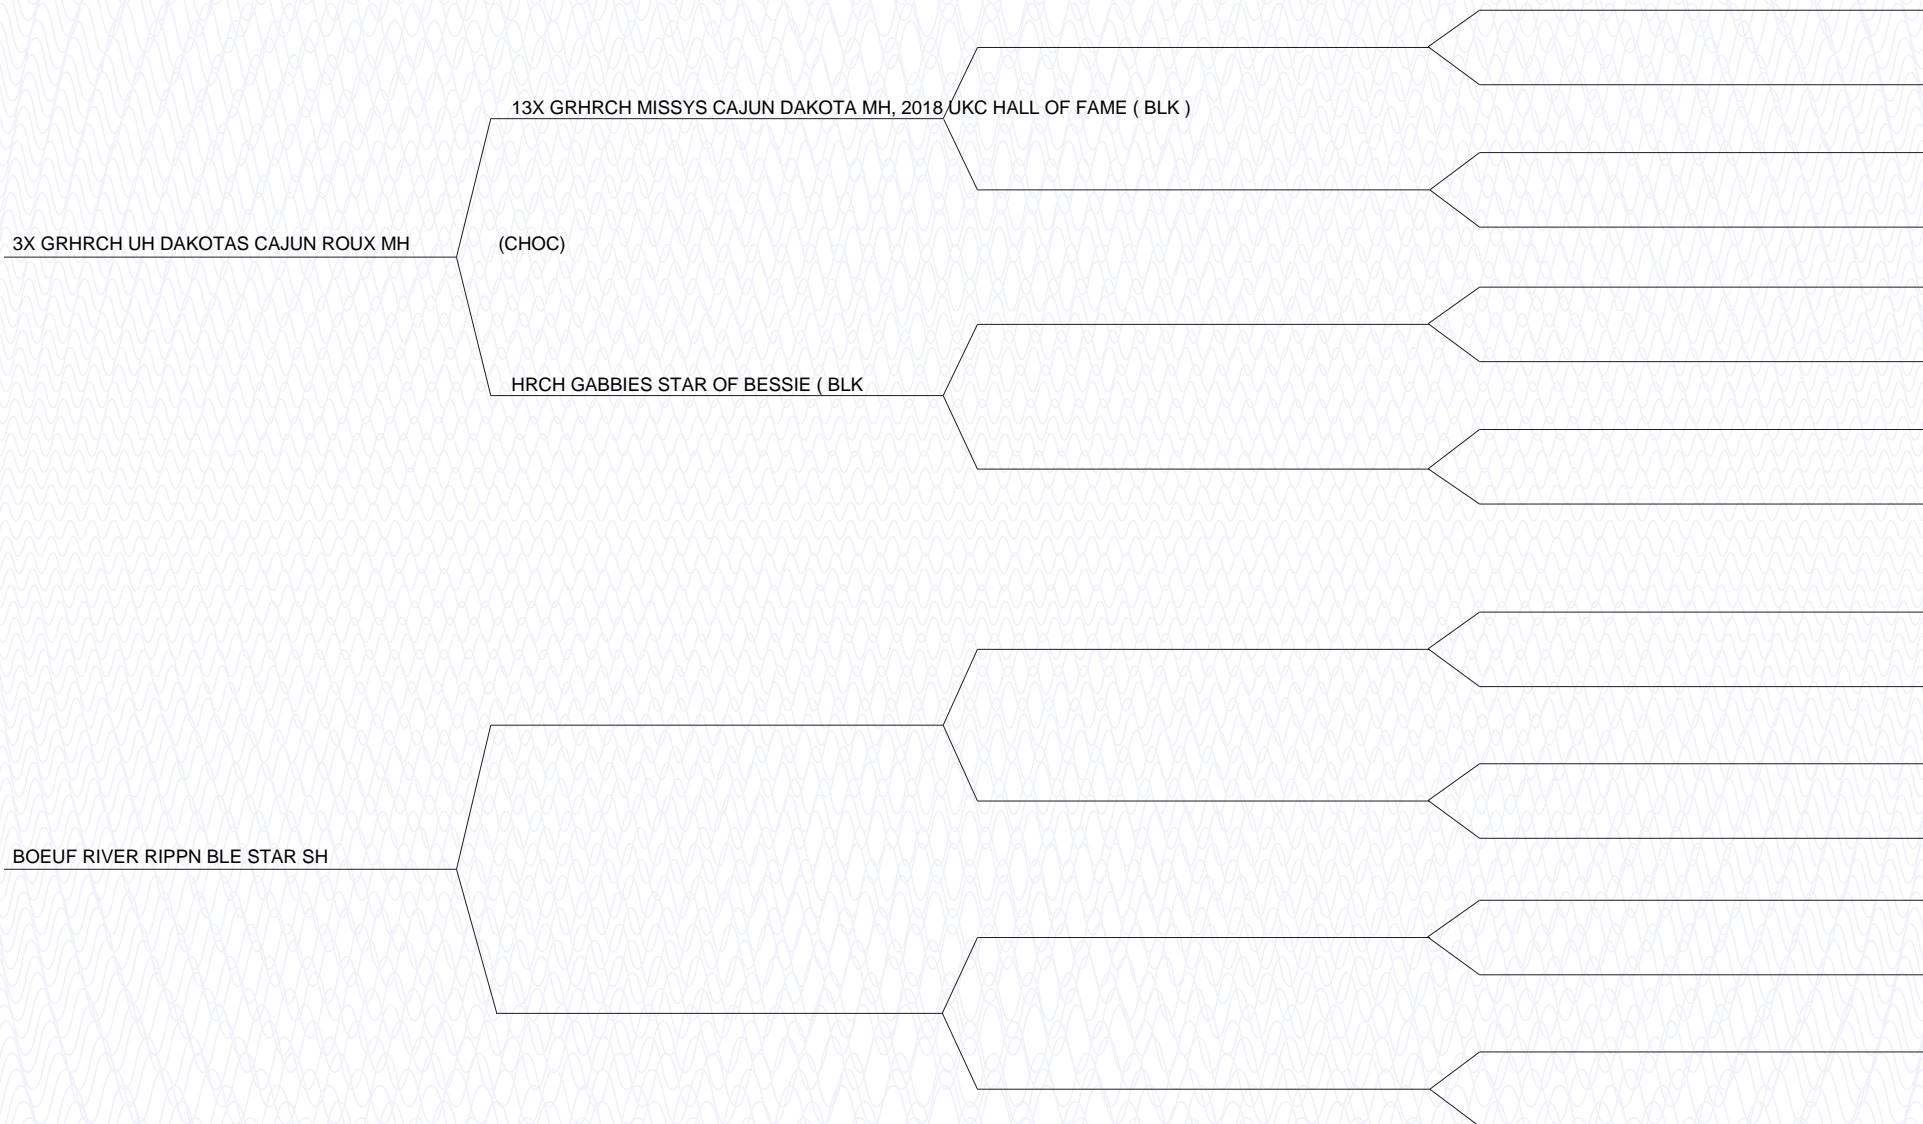 13X GRHRCH MISSYS CAJUN DAKOTA MH, 2018 UKC HALL OF FAME ( BLK )
3X GRHRCH UH DAKOTAS CAJUN ROUX MH (CHOC)
HRCH GABBIES STAR OF BESSIE ( BLK
BOEUF RIVER RIPPN BLE STAR SH